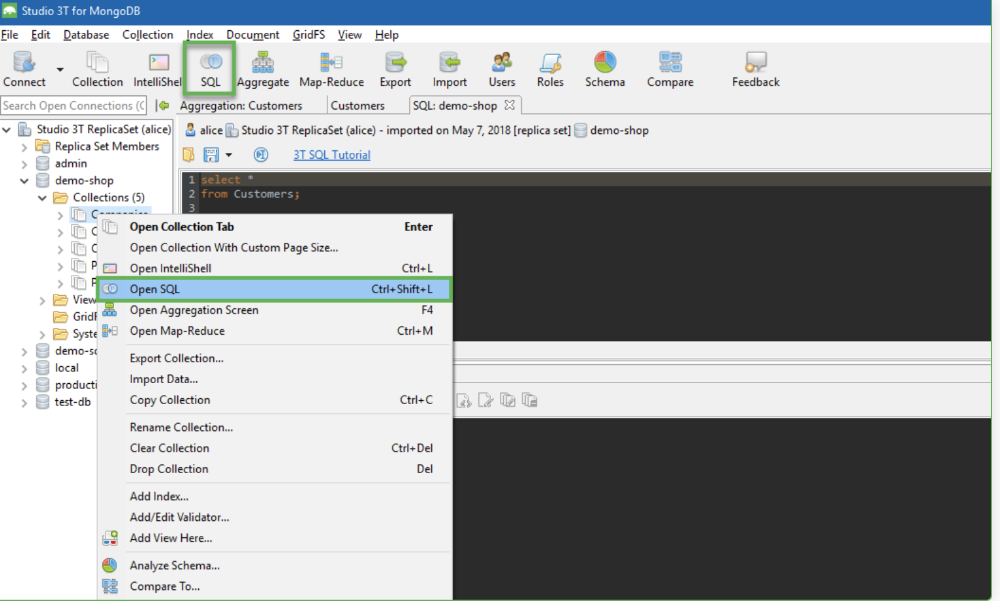 Studio 3T for MongoDB
File Edit Database Collection Index Document GridFS View Help
Connect Collection IntelliShel SQL Aggregate Map-Reduce Export Import Users Roles Schema Compare Feedback
Search Open Connections (C Aggregation: Customers Customers SQL: demo-shop
Studio 3T ReplicaSet (alice)
alice Studio 3T ReplicaSet (alice) - imported on May 7, 2018 [replica set] demo-shop
Replica Set Members
3T SQL Tutorial
admin
demo-shop
1 select *
Collections (5)
2 from Customers;
3
Open Collection Tab Enter
Open Collection With Custom Page Size...
Open IntelliShell Ctrl+L
Open SQL Ctrl+Shift+L
View
Open Aggregation Screen F4
GridF
Open Map-Reduce Ctrl+M
Syste
demo-sc
Export Collection...
local
Import Data...
producti
Copy Collection Ctrl+C
test-db
Rename Collection...
Clear Collection Ctrl+Del
Drop Collection Del
Add Index...
Add/Edit Validator...
Add View Here...
Analyze Schema...
Compare To...